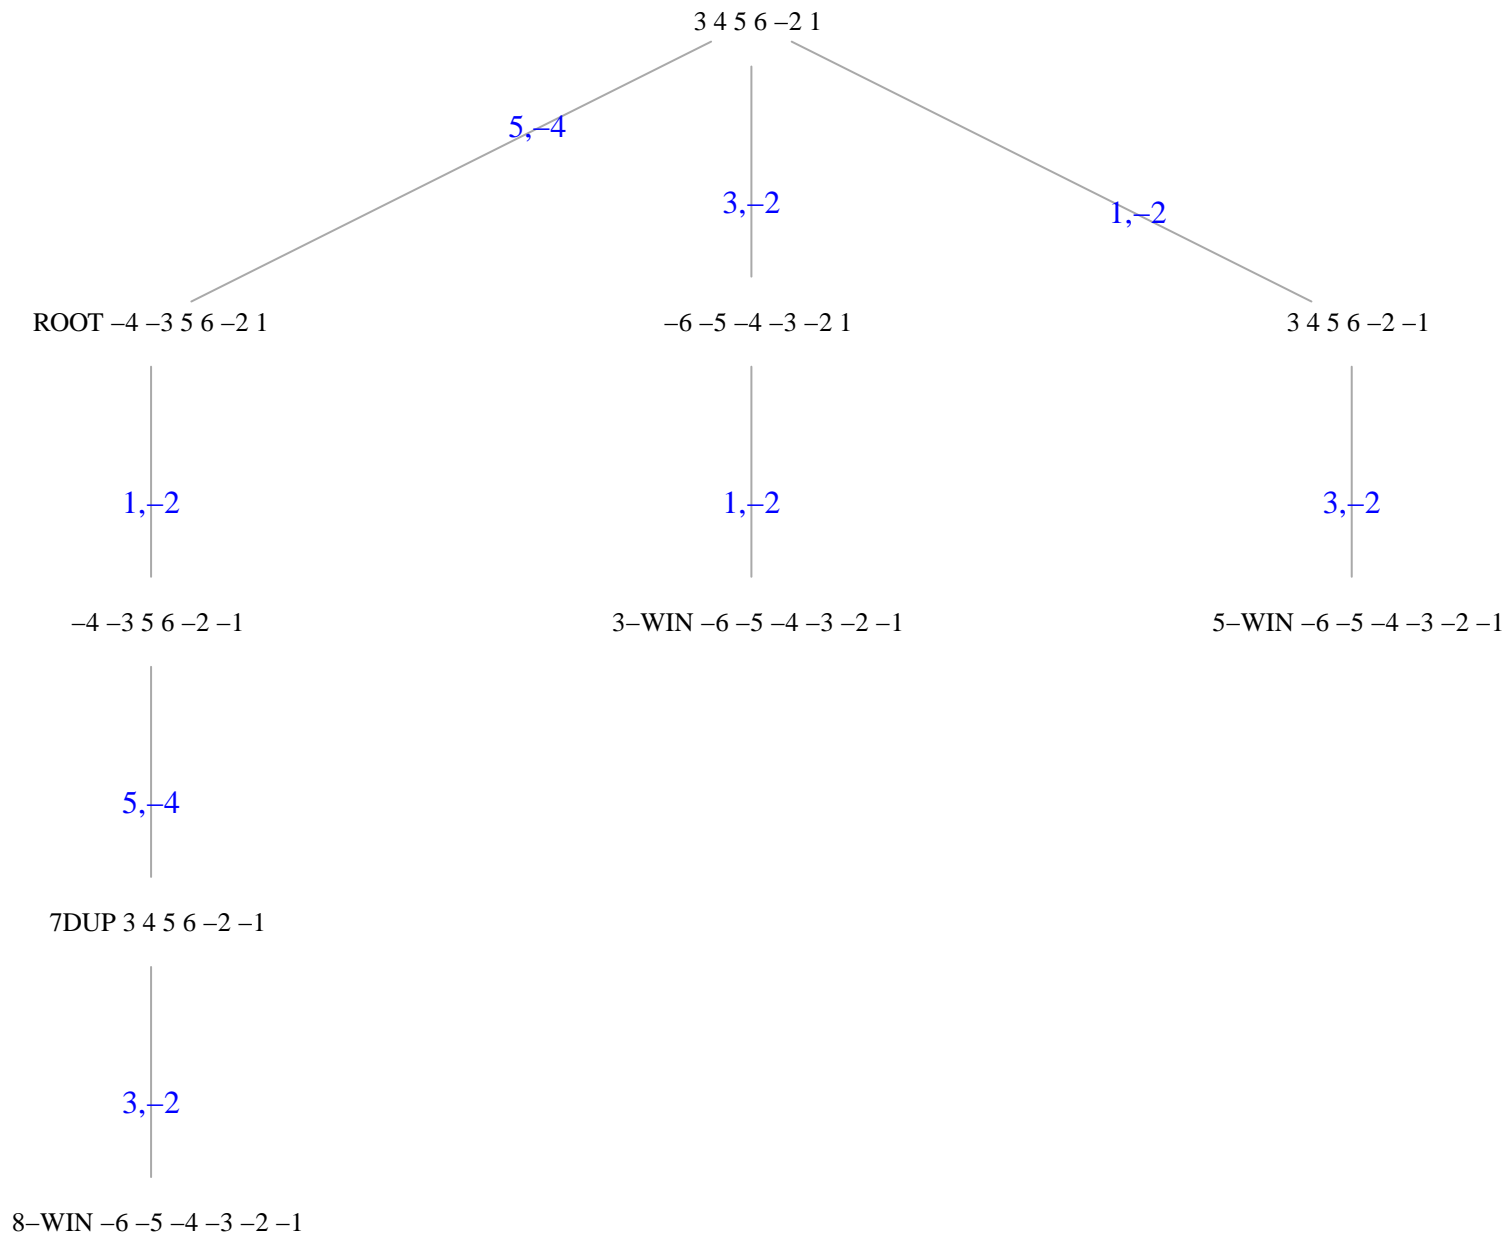 3 4 5 6 –2 1
5,–4
3,–2
1,–2
ROOT –4 –3 5 6 –2 1
–6 –5 –4 –3 –2 1
3 4 5 6 –2 –1
1,–2
1,–2
3,–2
–4 –3 5 6 –2 –1
3–WIN –6 –5 –4 –3 –2 –1
5–WIN –6 –5 –4 –3 –2 –1
5,–4
7DUP 3 4 5 6 –2 –1
3,–2
8–WIN –6 –5 –4 –3 –2 –1